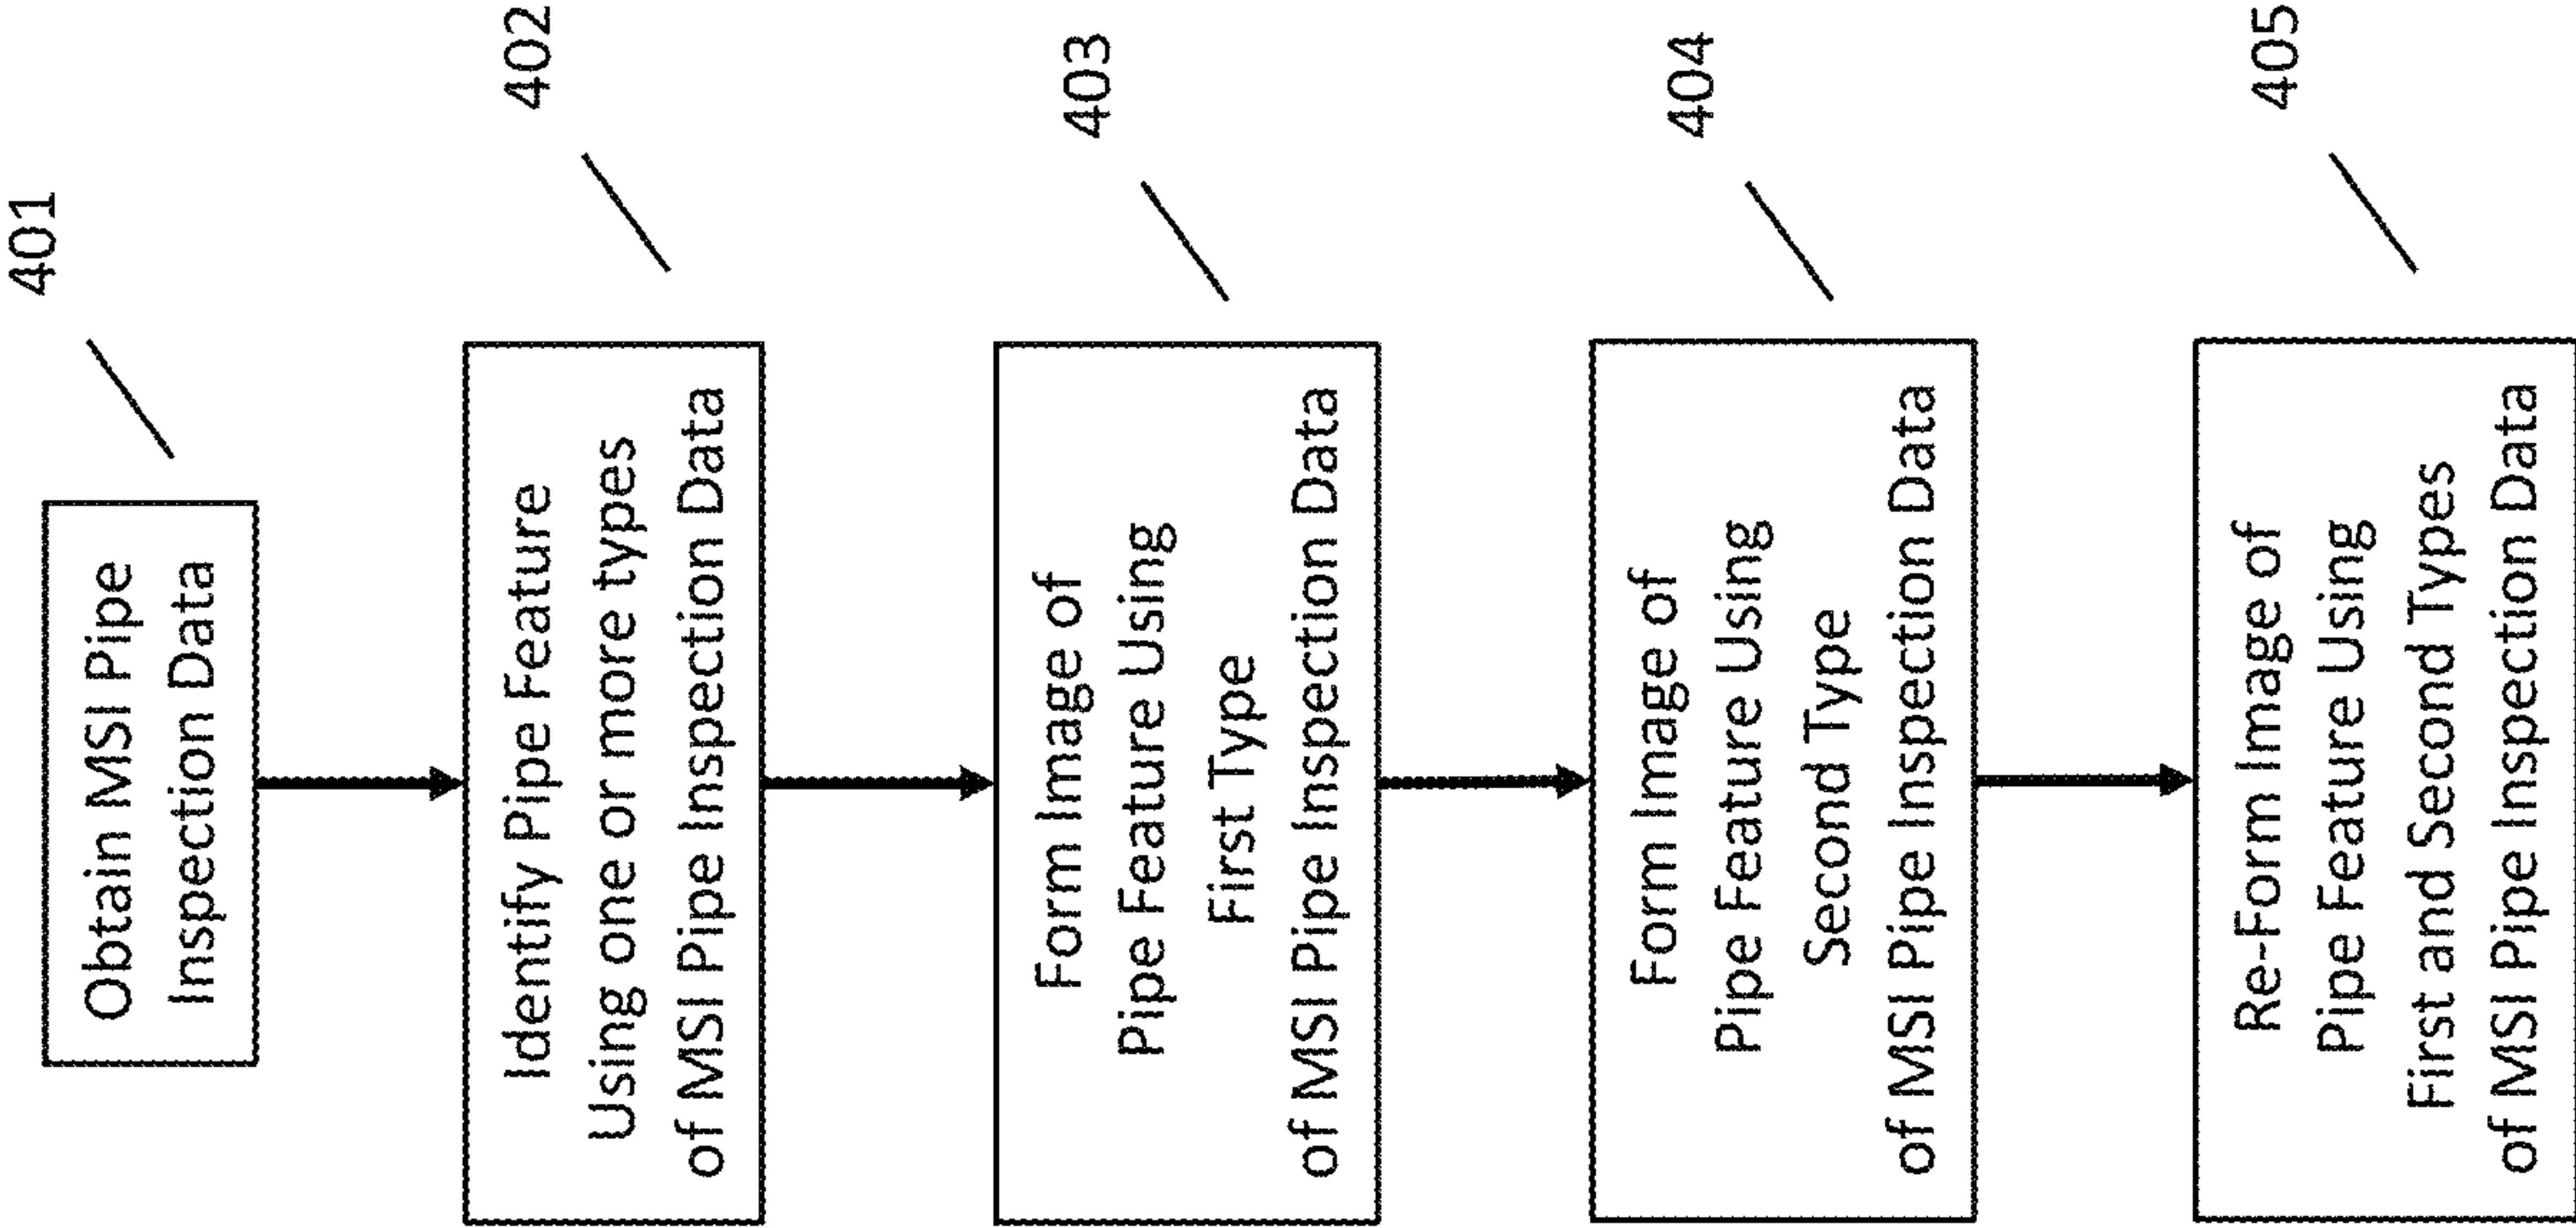 401
Obtain MSI Pipe
Inspection Data
402
Identify Pipe Feature
Using one or more types
of MSI Pipe Inspection Data
403
Form Image of
Pipe Feature Using
First Type
of MSI Pipe Inspection Data
404
Form Image of
Pipe Feature Using
Second Type
of MSI Pipe Inspection Data
405
Re-Form Image of
Pipe Feature Using
First and Second Types
of MSI Pipe Inspection Data